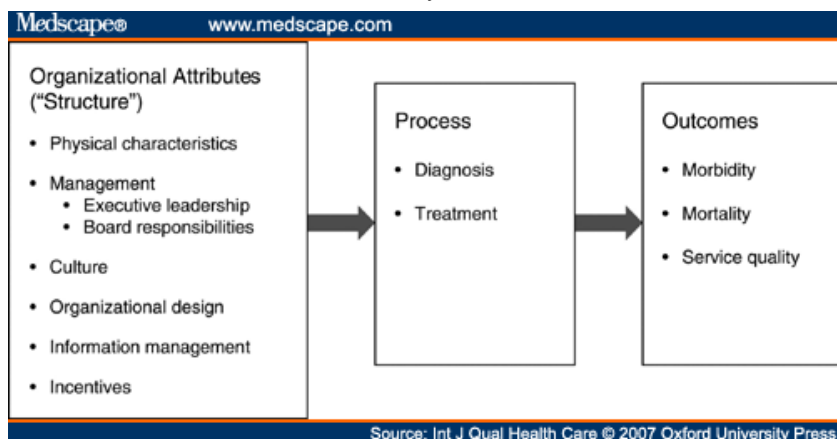 Medscape® www.medscape.com
Organizational Attributes
("Structure")
• Physical characteristics
• Management
• Executive leadership
• Board responsibilities
• Culture
• Organizational design
• Information management
• Incentives
Process
• Diagnosis
• Treatment
Outcomes
• Morbidity
• Mortality
• Service quality
Source: Int J Qual Health Care © 2007 Oxford University Press